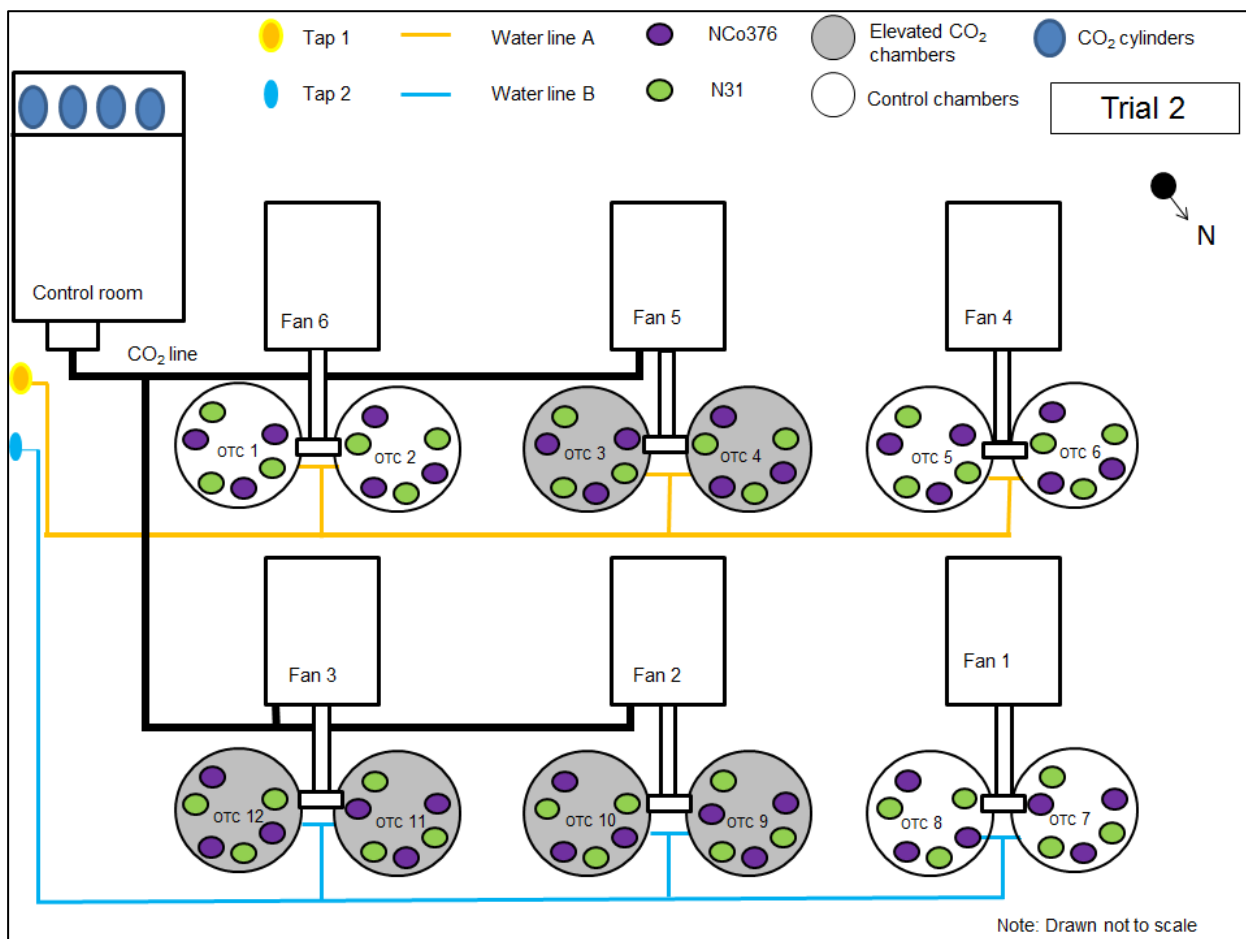 Tap 1
Water line A
NCo376
Elevated CO₂
chambers
CO₂ cylinders
Tap 2
Water line B
N31
Control chambers
Trial 2
N
Control room
Fan 6
Fan 5
Fan 4
CO₂ line
OTC 1
OTC 2
OTC 3
OTC 4
OTC 5
OTC 6
Fan 3
Fan 2
Fan 1
OTC 12
OTC 11
OTC 10
OTC 9
OTC 8
OTC 7
Note: Drawn not to scale